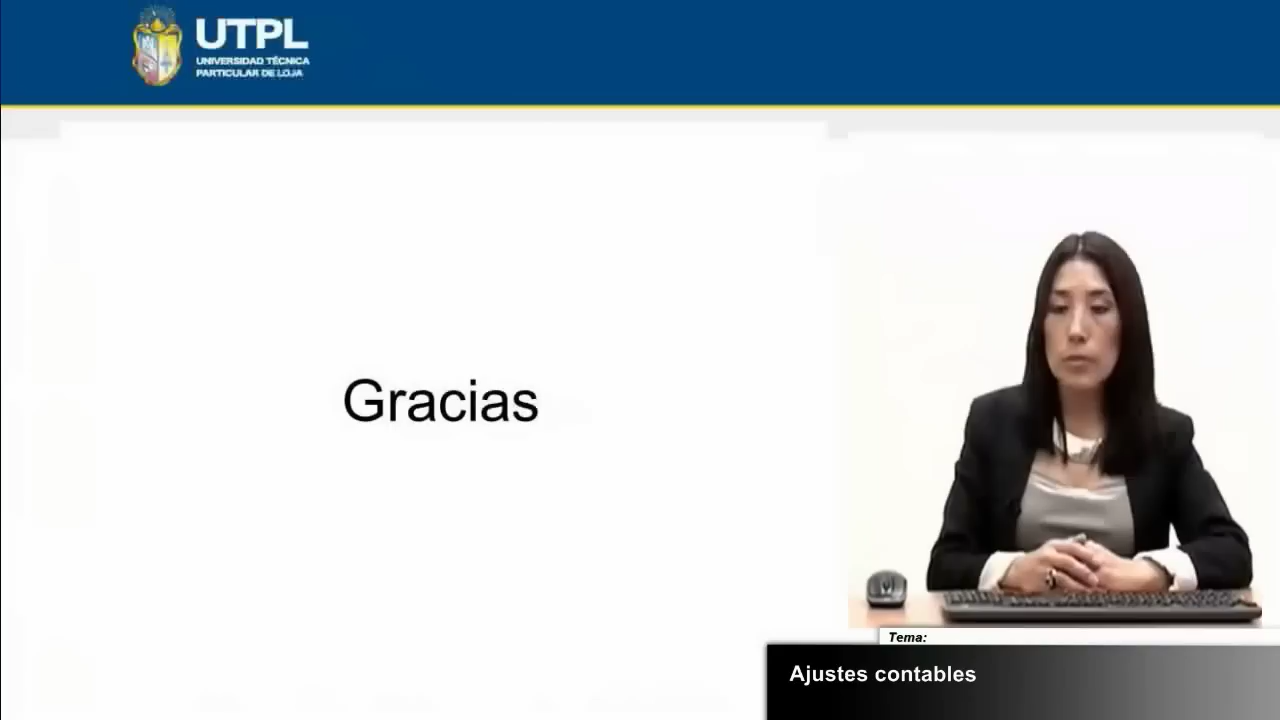 UTPL
UNIVERSIDAD TÉCNICA
PARTICULAR DE LOJA
Gracias
Tema:
Ajustes contables